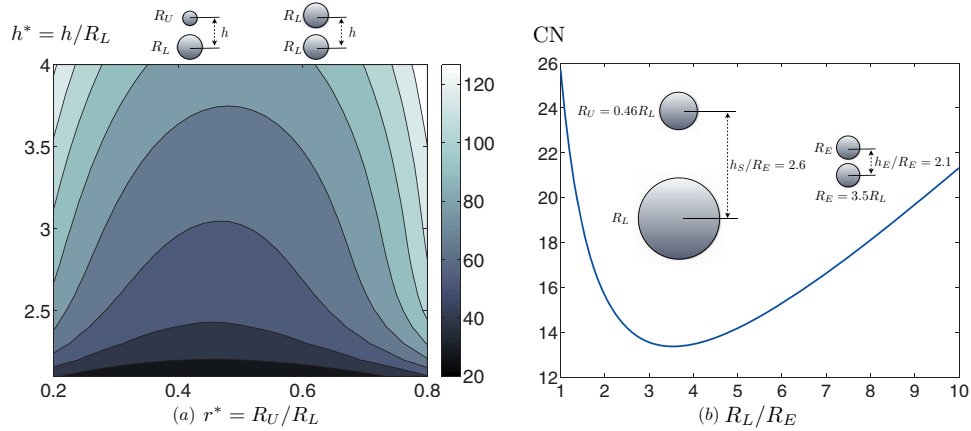 h* = h/R_L
R_U
R_L
h
R_L
R_L
h
4
3.5
3
2.5
0.2 0.4 0.6 0.8
120
100
80
60
40
20
(a) r* = R_U/R_L
CN
26
24
22
20
18
16
14
12
R_U = 0.46R_L
h_S/R_E = 2.6
R_L
R_E
h_E/R_E = 2.1
R_E = 3.5R_L
1 2 3 4 5 6 7 8 9 10
(b) R_L/R_E